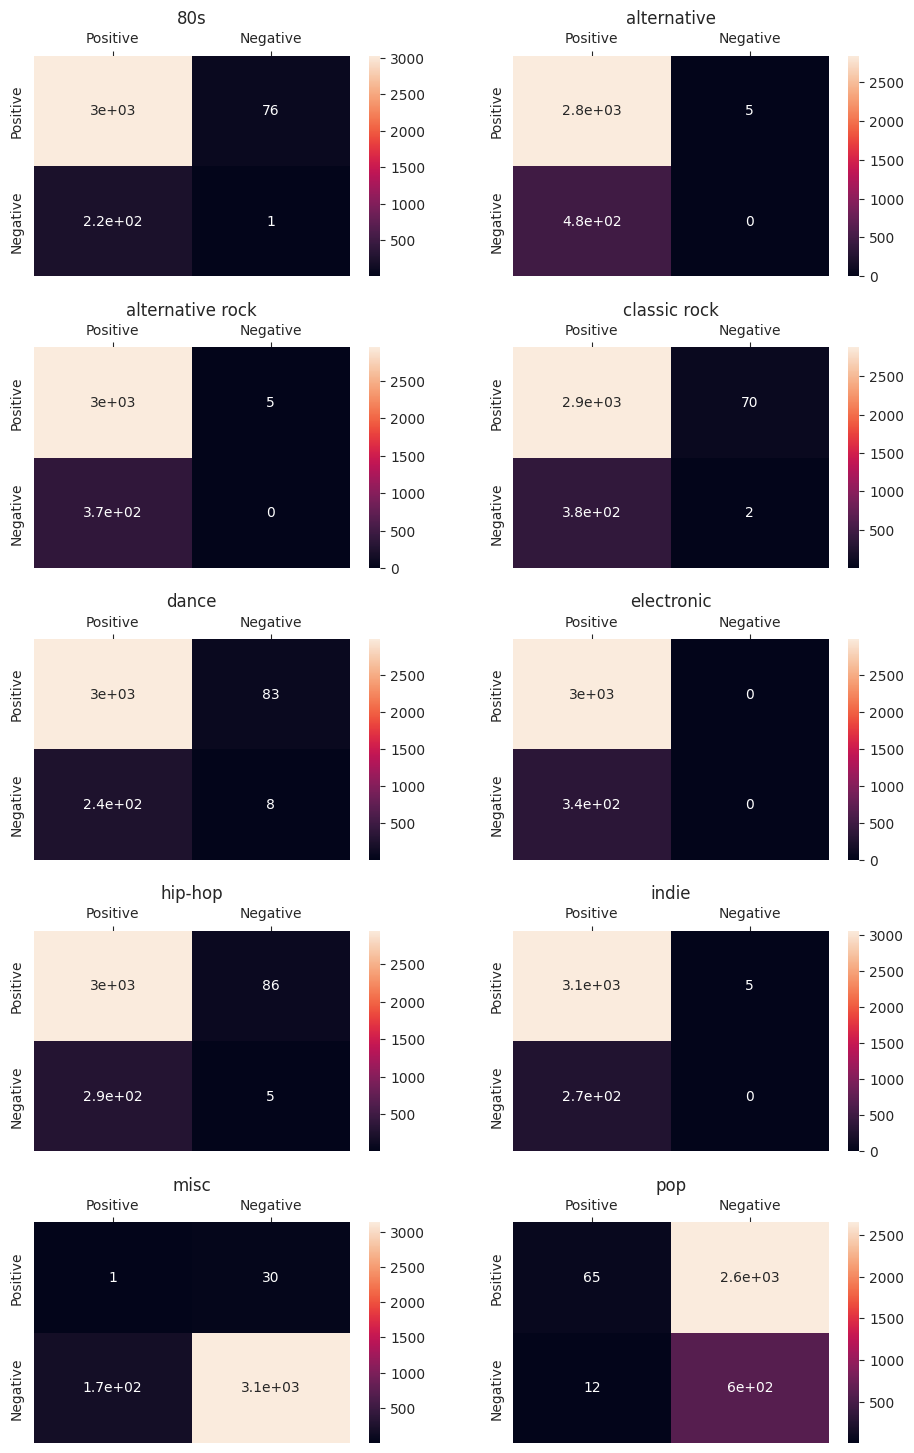 80s
alternative
Positive Negative
Positive Negative
Positive
3e+03 76
3000
2500
2000
1500
1000
500
Positive
2.8e+03 5
2500
2000
1500
1000
500
0
Negative
2.2e+02 1
Negative
4.8e+02 0
alternative rock
classic rock
Positive Negative
Positive Negative
Positive
3e+03 5
2500
2000
1500
1000
500
0
Positive
2.9e+03 70
2500
2000
1500
1000
500
Negative
3.7e+02 0
Negative
3.8e+02 2
dance
electronic
Positive Negative
Positive Negative
Positive
3e+03 83
2500
2000
1500
1000
500
Positive
3e+03 0
2500
2000
1500
1000
500
0
Negative
2.4e+02 8
Negative
3.4e+02 0
hip-hop
indie
Positive Negative
Positive Negative
Positive
3e+03 86
2500
2000
1500
1000
500
Positive
3.1e+03 5
3000
2500
2000
1500
1000
500
0
Negative
2.9e+02 5
Negative
2.7e+02 0
misc
pop
Positive Negative
Positive Negative
Positive
1 30
3000
2500
2000
1500
1000
500
Positive
65 2.6e+03
2500
2000
1500
1000
500
Negative
1.7e+02 3.1e+03
Negative
12 6e+02